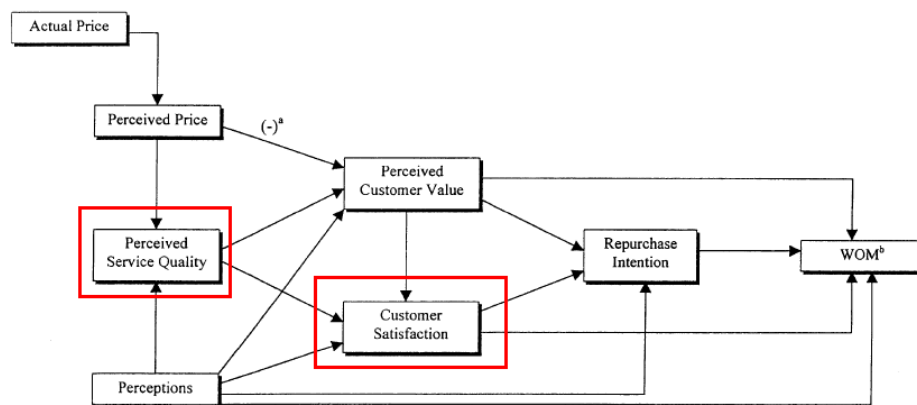 Actual Price
Perceived Price
(-)ᵃ
Perceived
Customer Value
Perceived
Service Quality
Repurchase
Intention
WOMᵇ
Customer
Satisfaction
Perceptions